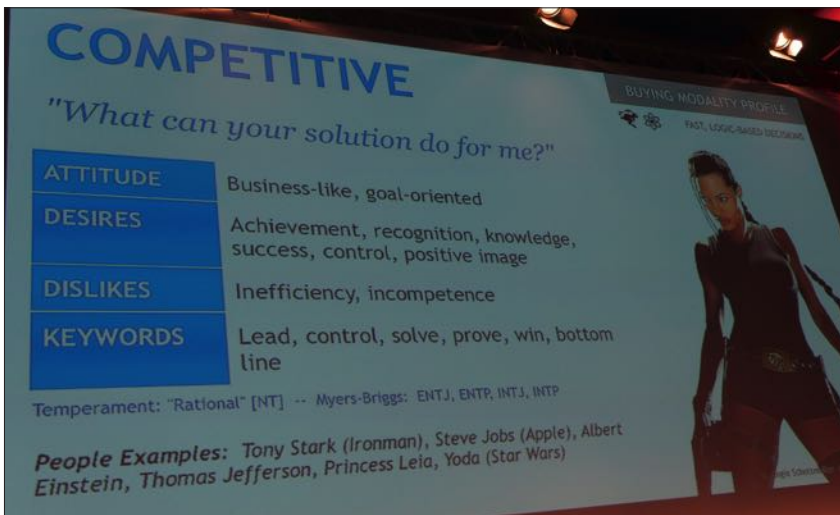 COMPETITIVE
BUYING MODALITY PROFILE
FAST, LOGIC-BASED DECISIONS
"What can your solution do for me?"
ATTITUDE
Business-like, goal-oriented
DESIRES
Achievement, recognition, knowledge,
success, control, positive image
DISLIKES
Inefficiency, incompetence
KEYWORDS
Lead, control, solve, prove, win, bottom
line
Temperament: "Rational" [NT] -- Myers-Briggs: ENTJ, ENTP, INTJ, INTP
People Examples: Tony Stark (Ironman), Steve Jobs (Apple), Albert
Einstein, Thomas Jefferson, Princess Leia, Yoda (Star Wars)